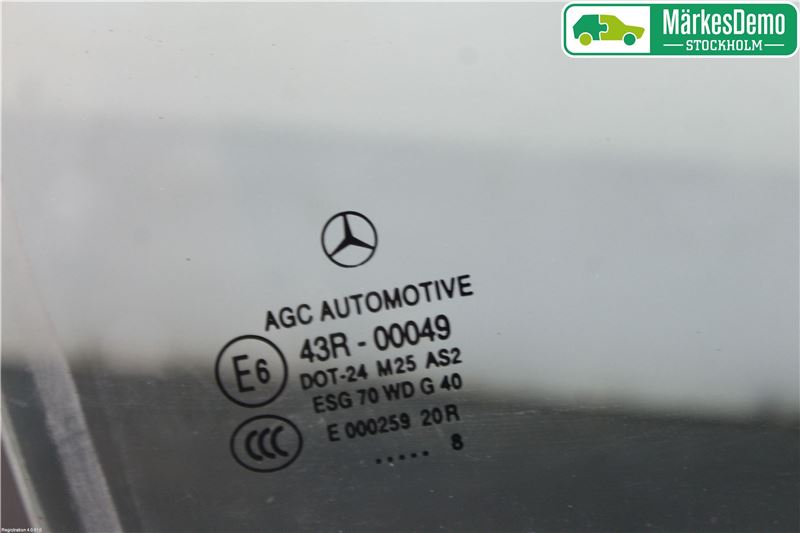 MärkesDemo
STOCKHOLM
AGC AUTOMOTIVE
43R - 00049
E6
DOT-24 M25 AS2
ESG 70 WD G 40
CCC
E 000259 20R
..... 8